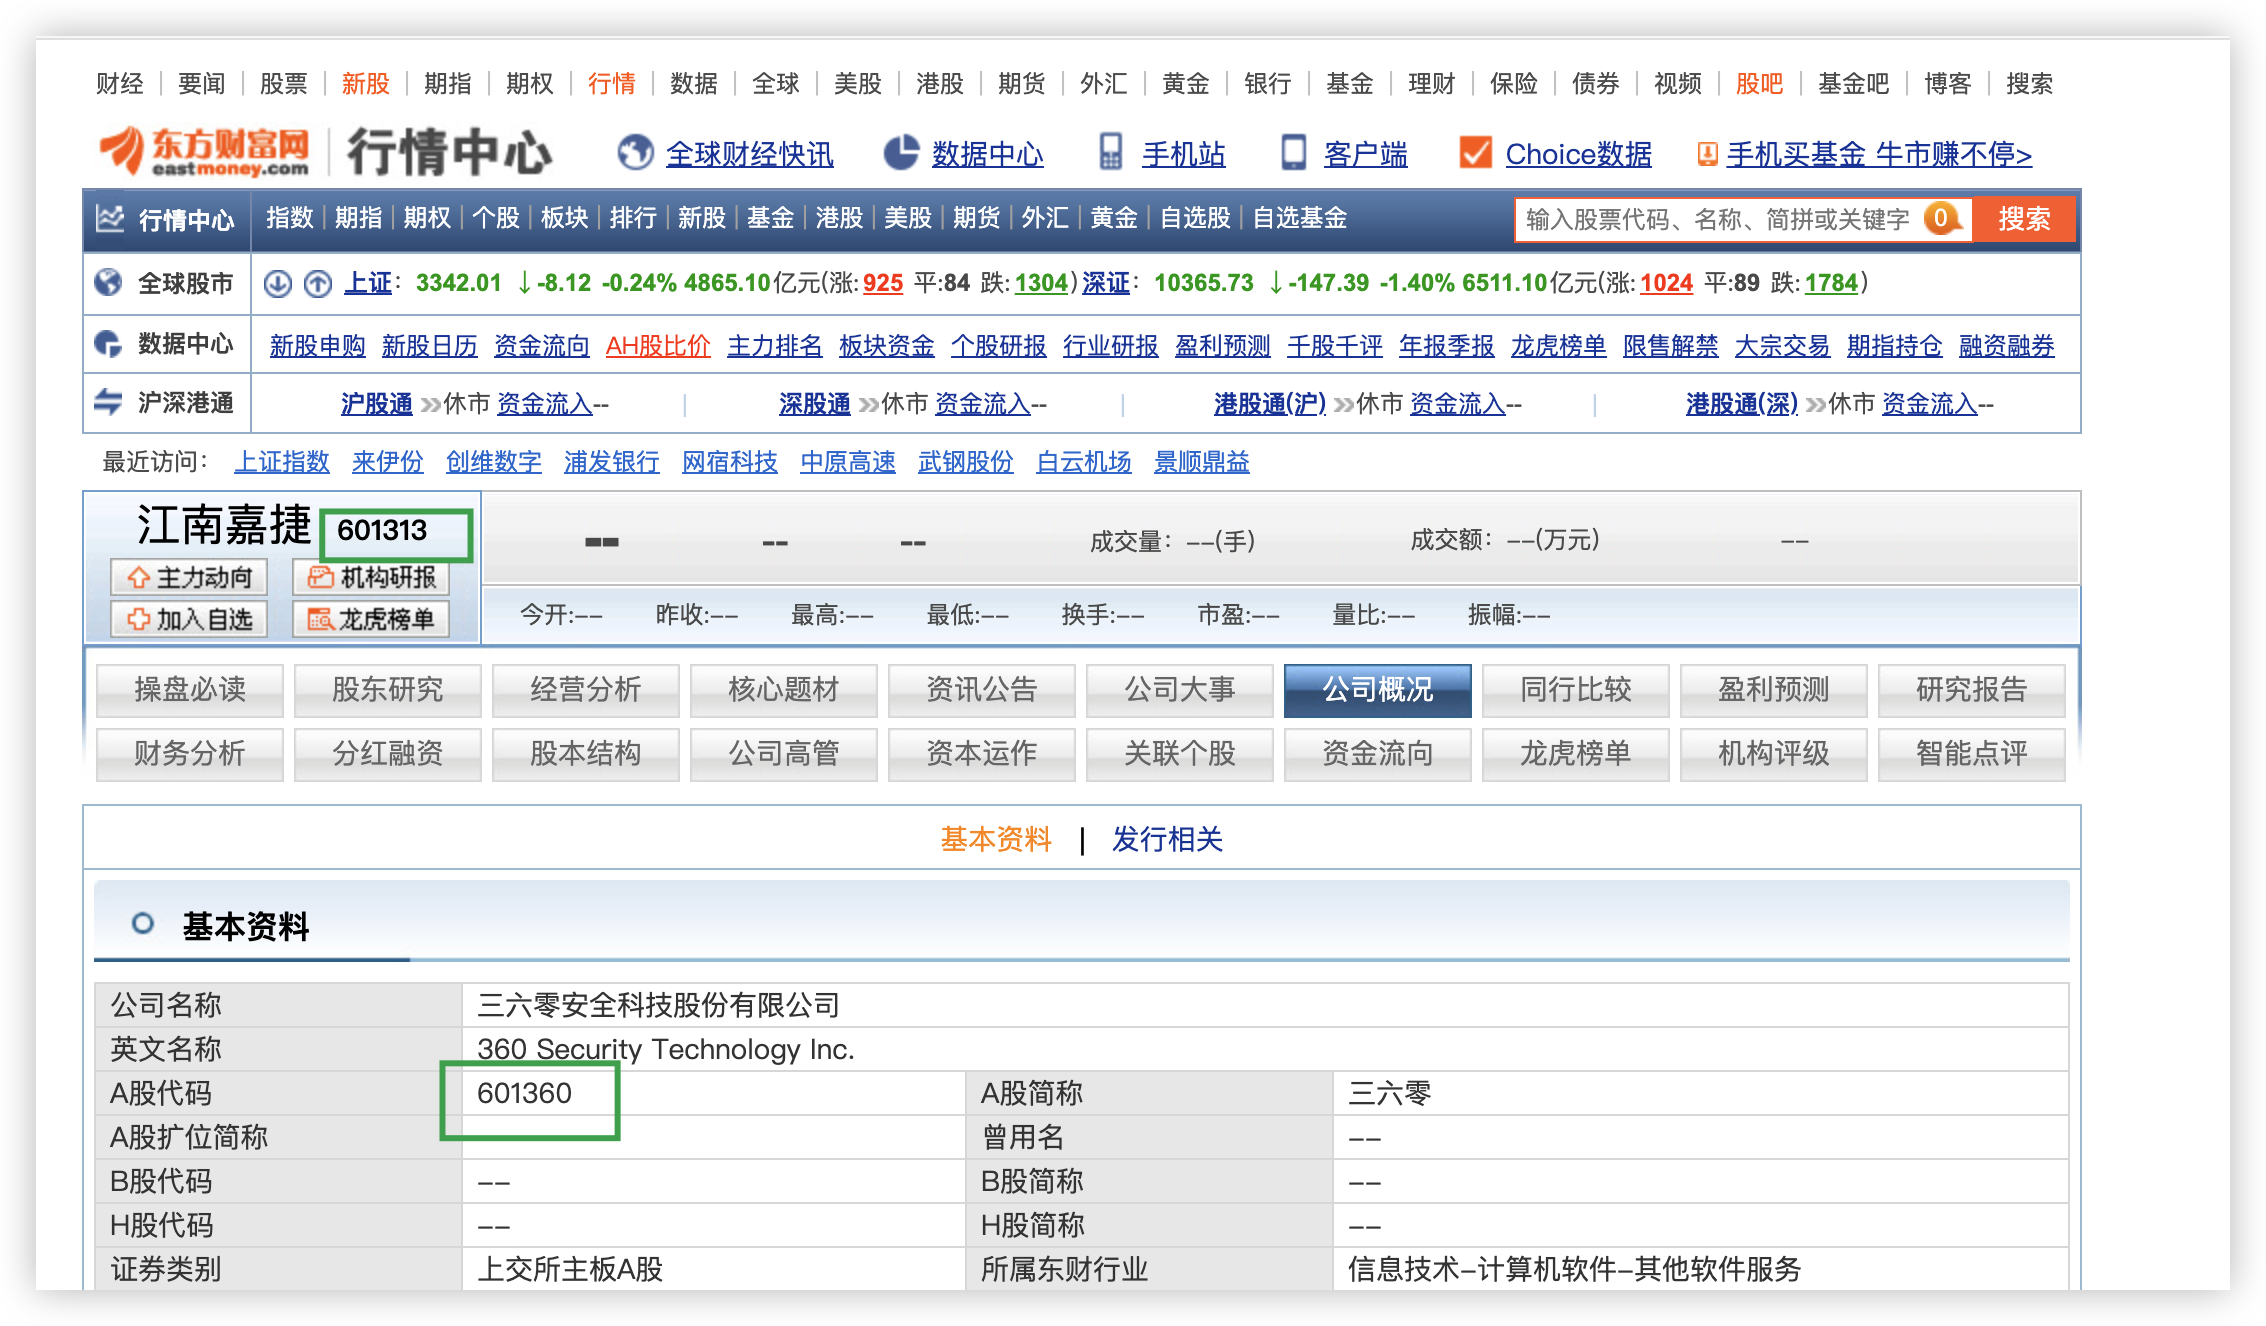 财经 | 要闻 | 股票 | 新股 | 期指 | 期权 | 行情 | 数据 | 全球 | 美股 | 港股 | 期货 | 外汇 | 黄金 | 银行 | 基金 | 理财 | 保险 | 债券 | 视频 | 股吧 | 基金吧 | 博客 | 搜索
东方财富网 eastmoney.com | 行情中心 全球财经快讯 数据中心 手机站 客户端 Choice数据 手机买基金 牛市赚不停>
行情中心 指数 | 期指 | 期权 | 个股 | 板块 | 排行 | 新股 | 基金 | 港股 | 美股 | 期货 | 外汇 | 黄金 | 自选股 | 自选基金 输入股票代码、名称、简拼或关键字 0 搜索
全球股市 上证: 3342.01 ↓-8.12 -0.24% 4865.10亿元(涨:925 平:84 跌:1304) 深证: 10365.73 ↓-147.39 -1.40% 6511.10亿元(涨:1024 平:89 跌:1784)
数据中心 新股申购 新股日历 资金流向 AH股比价 主力排名 板块资金 个股研报 行业研报 盈利预测 千股千评 年报季报 龙虎榜单 限售解禁 大宗交易 期指持仓 融资融券
沪深港通 沪股通 »休市 资金流入-- | 深股通 »休市 资金流入-- | 港股通(沪) »休市 资金流入-- | 港股通(深) »休市 资金流入--
最近访问: 上证指数 来伊份 创维数字 浦发银行 网宿科技 中原高速 武钢股份 白云机场 景顺鼎益
江南嘉捷 601313 -- -- -- 成交量: --(手) 成交额: --(万元) --
主力动向 机构研报
加入自选 龙虎榜单
今开:-- 昨收:-- 最高:-- 最低:-- 换手:-- 市盈:-- 量比:-- 振幅:--
操盘必读 股东研究 经营分析 核心题材 资讯公告 公司大事 公司概况 同行比较 盈利预测 研究报告
财务分析 分红融资 股本结构 公司高管 资本运作 关联个股 资金流向 龙虎榜单 机构评级 智能点评
基本资料 | 发行相关
基本资料
公司名称 三六零安全科技股份有限公司
英文名称 360 Security Technology Inc.
A股代码 601360 A股简称 三六零
A股扩位简称 曾用名 --
B股代码 -- B股简称 --
H股代码 -- H股简称 --
证券类别 上交所主板A股 所属东财行业 信息技术-计算机软件-其他软件服务